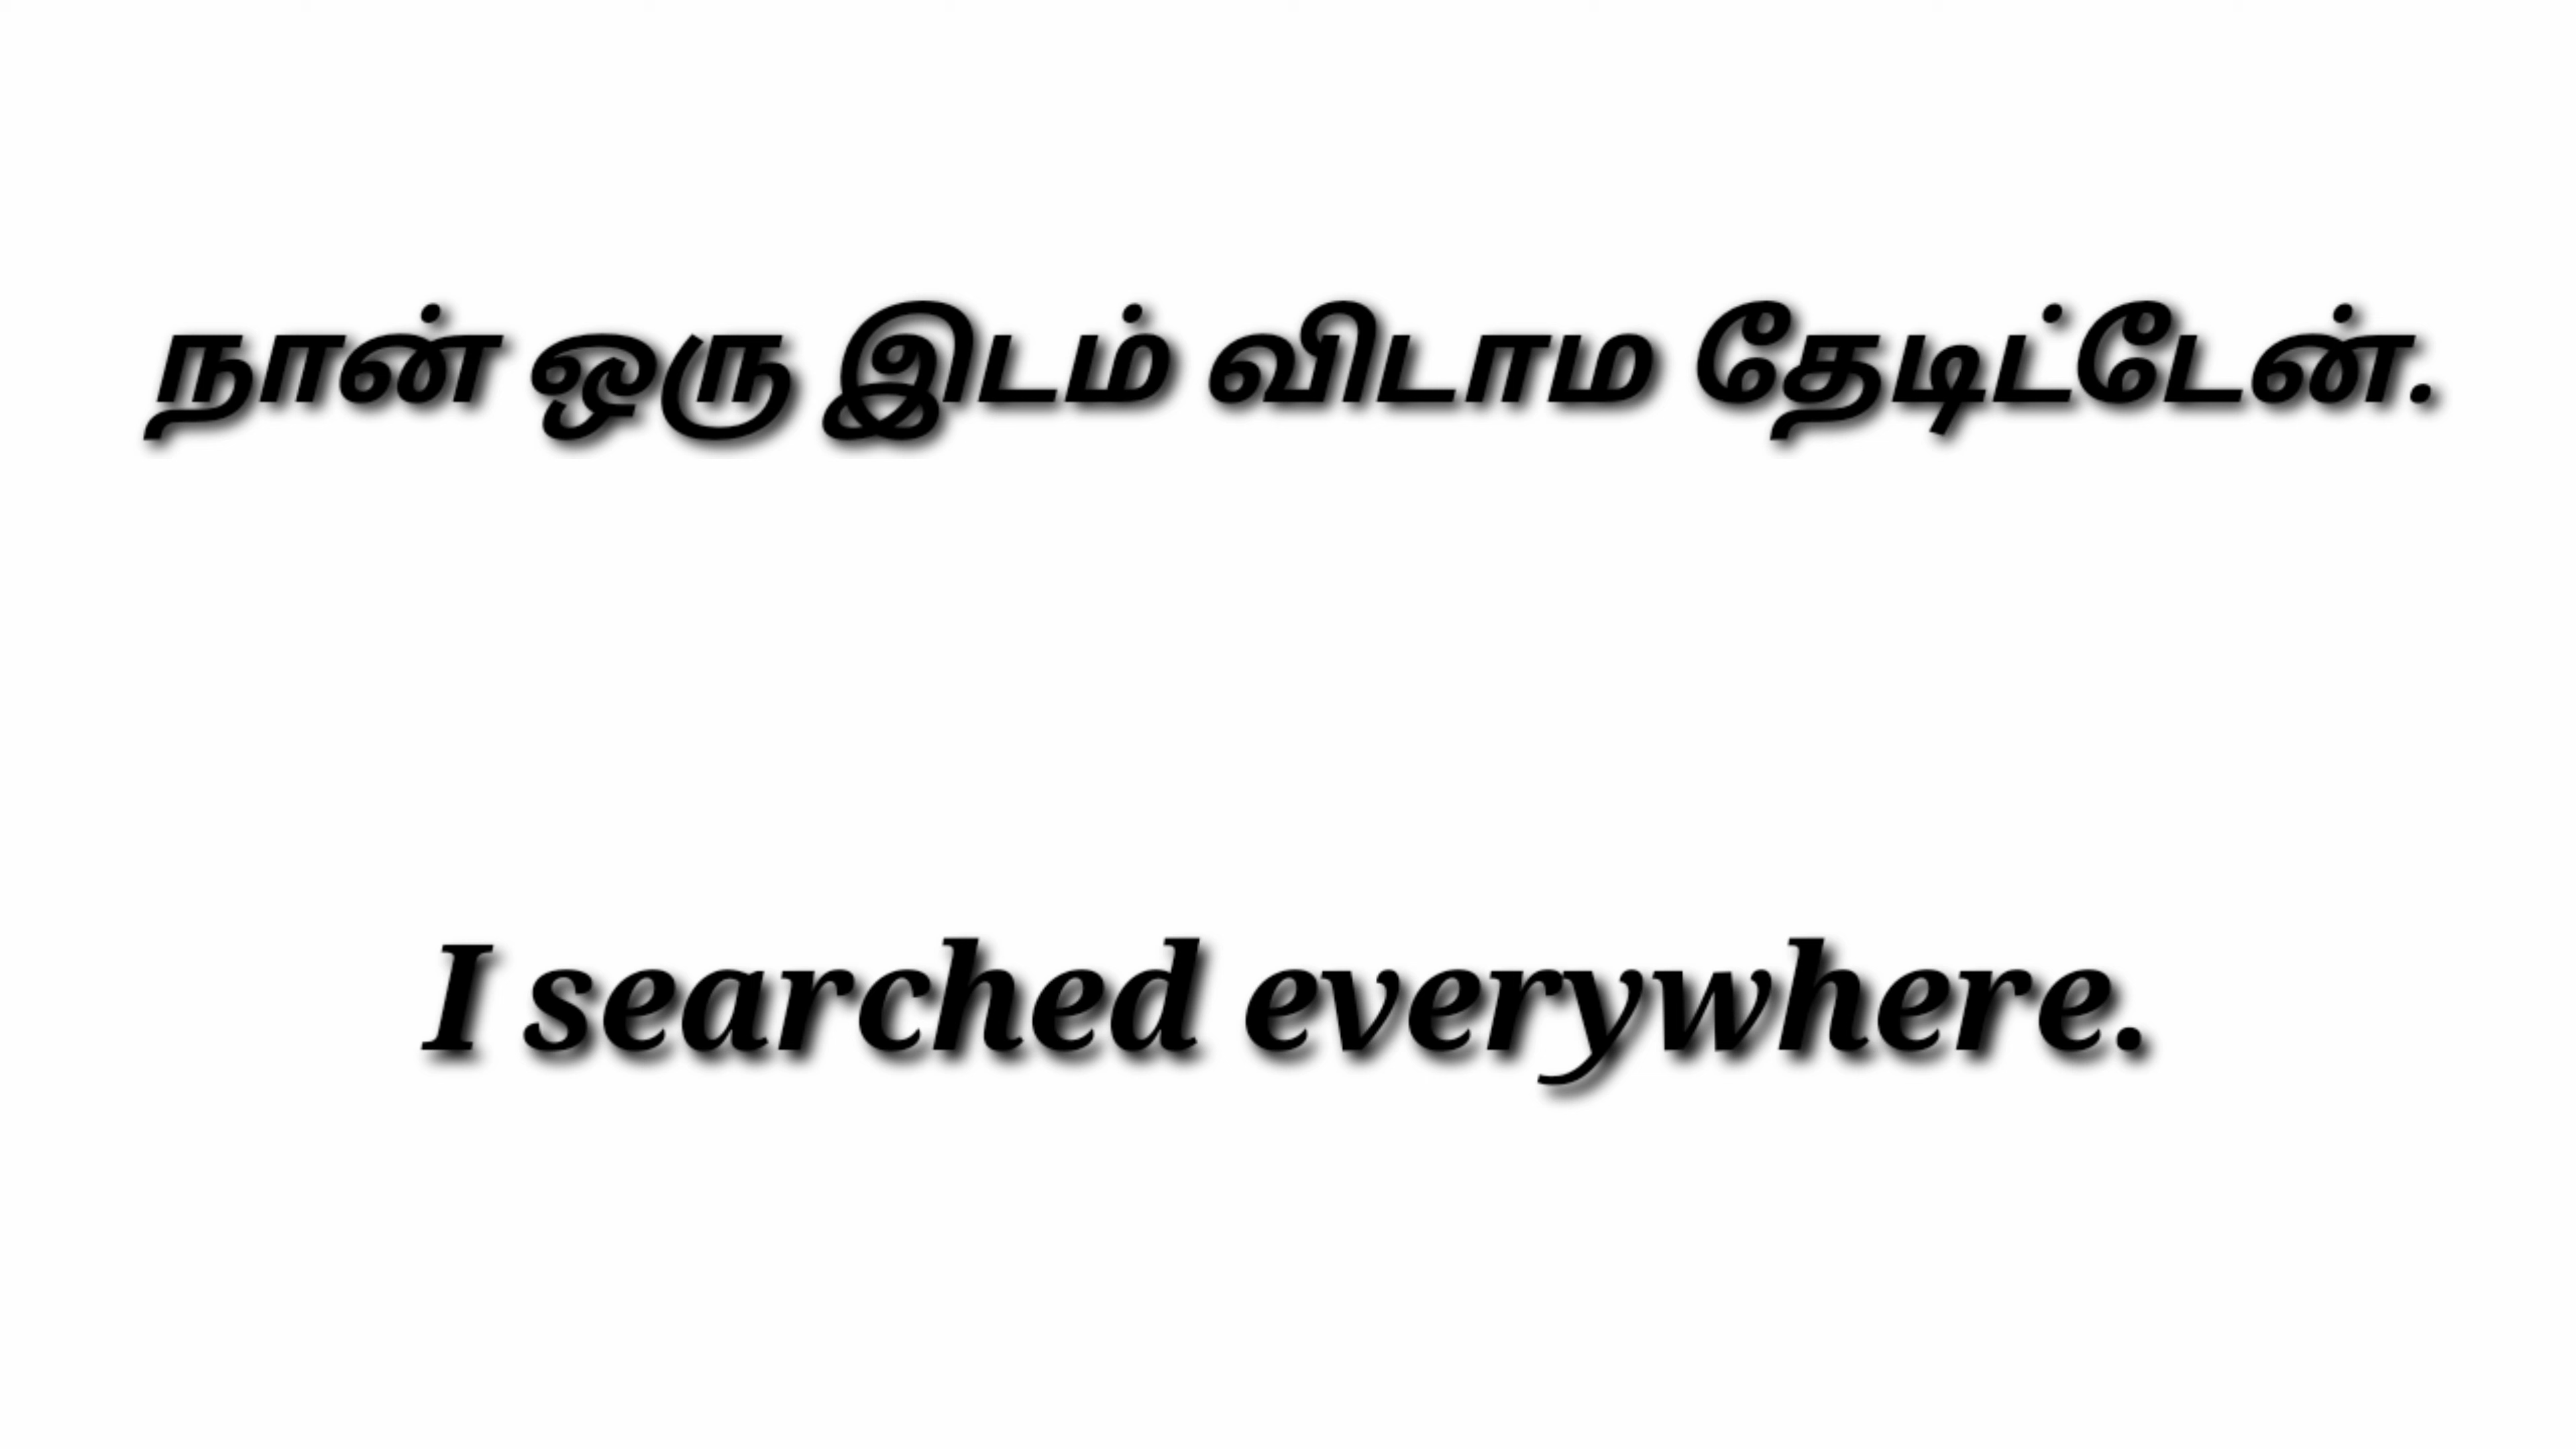 நான் ஒரு இடம் விடாம தேடிட்டேன்.
I searched everywhere.